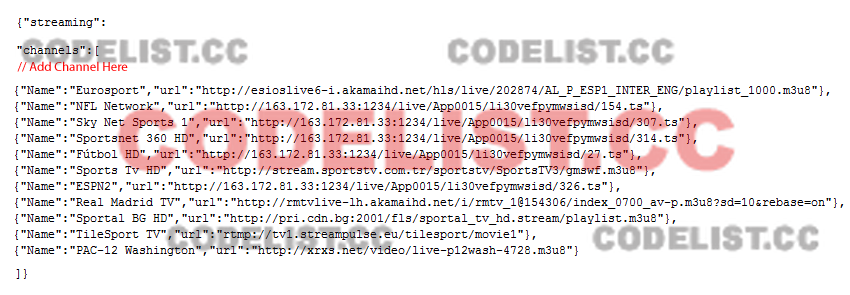 {"streaming":
CODELIST.CC CODELIST.CC
"channels":[
// Add Channel Here
{"Name":"Eurosport","url":"http://esioslive6-i.akamaihd.net/hls/live/202874/AL_P_ESP1_INTER_ENG/playlist_1000.m3u8"},
{"Name":"NFL Network","url":"http://163.172.81.33:1234/live/App0015/li30vefpymwsisd/154.ts"},
{"Name":"Sky Net Sports 1","url":"http://163.172.81.33:1234/live/App0015/li30vefpymwsisd/307.ts"},
CODELIST.CC
{"Name":"Sportsnet 360 HD","url":"http://163.172.81.33:1234/live/App0015/li30vefpymwsisd/314.ts"},
{"Name":"Fútbol HD","url":"http://163.172.81.33:1234/live/App0015/li30vefpymwsisd/27.ts"},
{"Name":"Sports Tv HD","url":"http://stream.sportstv.com.tr/sportstv/SportsTV3/gmswf.m3u8"},
{"Name":"ESPN2","url":"http://163.172.81.33:1234/live/App0015/li30vefpymwsisd/326.ts"},
{"Name":"Real Madrid TV","url":"http://rmtvlive-lh.akamaihd.net/i/rmtv_1@154306/index_0700_av-p.m3u8?sd=10&rebase=on"},
{"Name":"Sportal BG HD","url":"http://pri.cdn.bg:2001/fls/sportal_tv_hd.stream/playlist.m3u8"},
{"Name":"TileSport TV","url":"rtmp://tv1.streampulse.eu/tilesport/movie1"},
CODELIST.CC CODELIST.CC
{"Name":"PAC-12 Washington","url":"http://xrxs.net/video/live-p12wash-4728.m3u8"}
]}